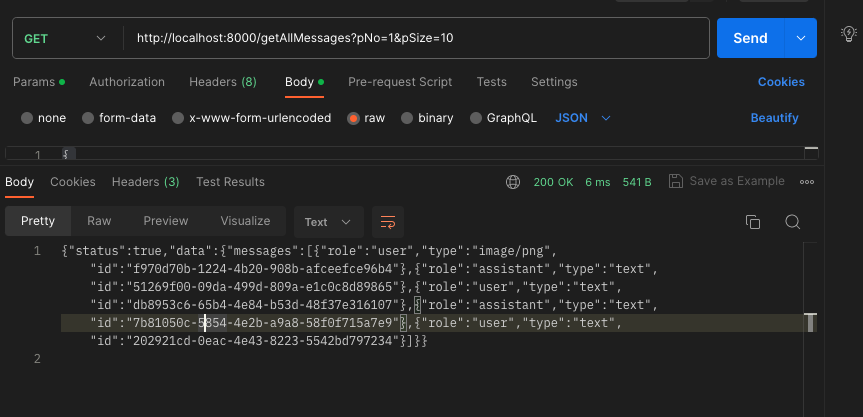 GET http://localhost:8000/getAllMessages?pNo=1&pSize=10 Send
Params Authorization Headers (8) Body Pre-request Script Tests Settings Cookies
none form-data x-www-form-urlencoded raw binary GraphQL JSON Beautify
1 {
Body Cookies Headers (3) Test Results 200 OK 6 ms 541 B Save as Example
Pretty Raw Preview Visualize Text
1 {"status":true,"data":{"messages":[{"role":"user","type":"image/png",
"id":"f970d70b-1224-4b20-908b-afceefce96b4"},{"role":"assistant","type":"text",
"id":"51269f00-09da-499d-809a-e1c0c8d89865"},{"role":"user","type":"text",
"id":"db8953c6-65b4-4e84-b53d-48f37e316107"},{"role":"assistant","type":"text",
"id":"7b81050c-5854-4e2b-a9a8-58f0f715a7e9"},{"role":"user","type":"text",
"id":"202921cd-0eac-4e43-8223-5542bd797234"}]}}
2